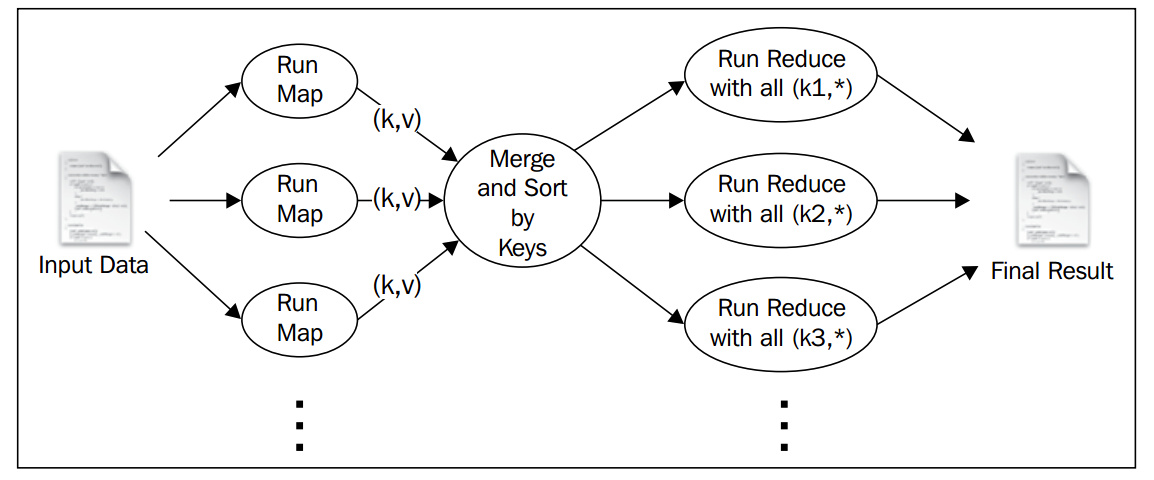 Run
Map
(k,v)
Run
Map
(k,v)
Run
Map
(k,v)
Input Data
Merge
and Sort
by
Keys
Run Reduce
with all (k1,*)
Run Reduce
with all (k2,*)
Run Reduce
with all (k3,*)
Final Result